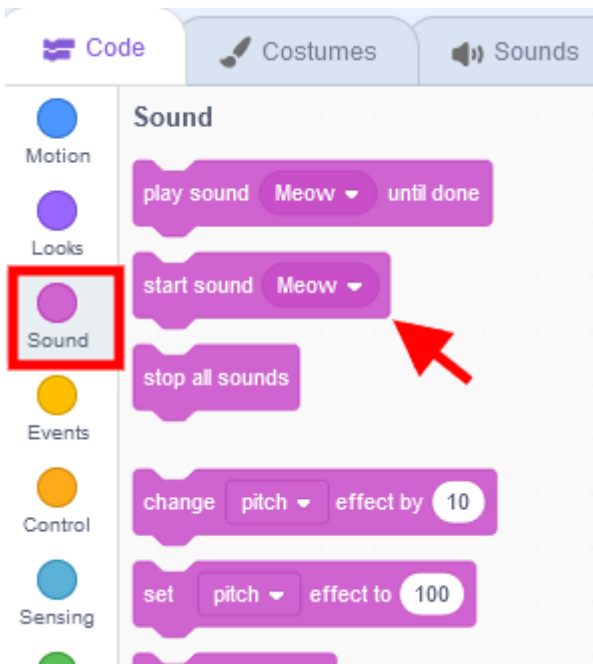 Code Costumes Sounds
Sound
Motion
play sound Meow until done
Looks
start sound Meow
Sound
stop all sounds
Events
change pitch effect by 10
Control
set pitch effect to 100
Sensing